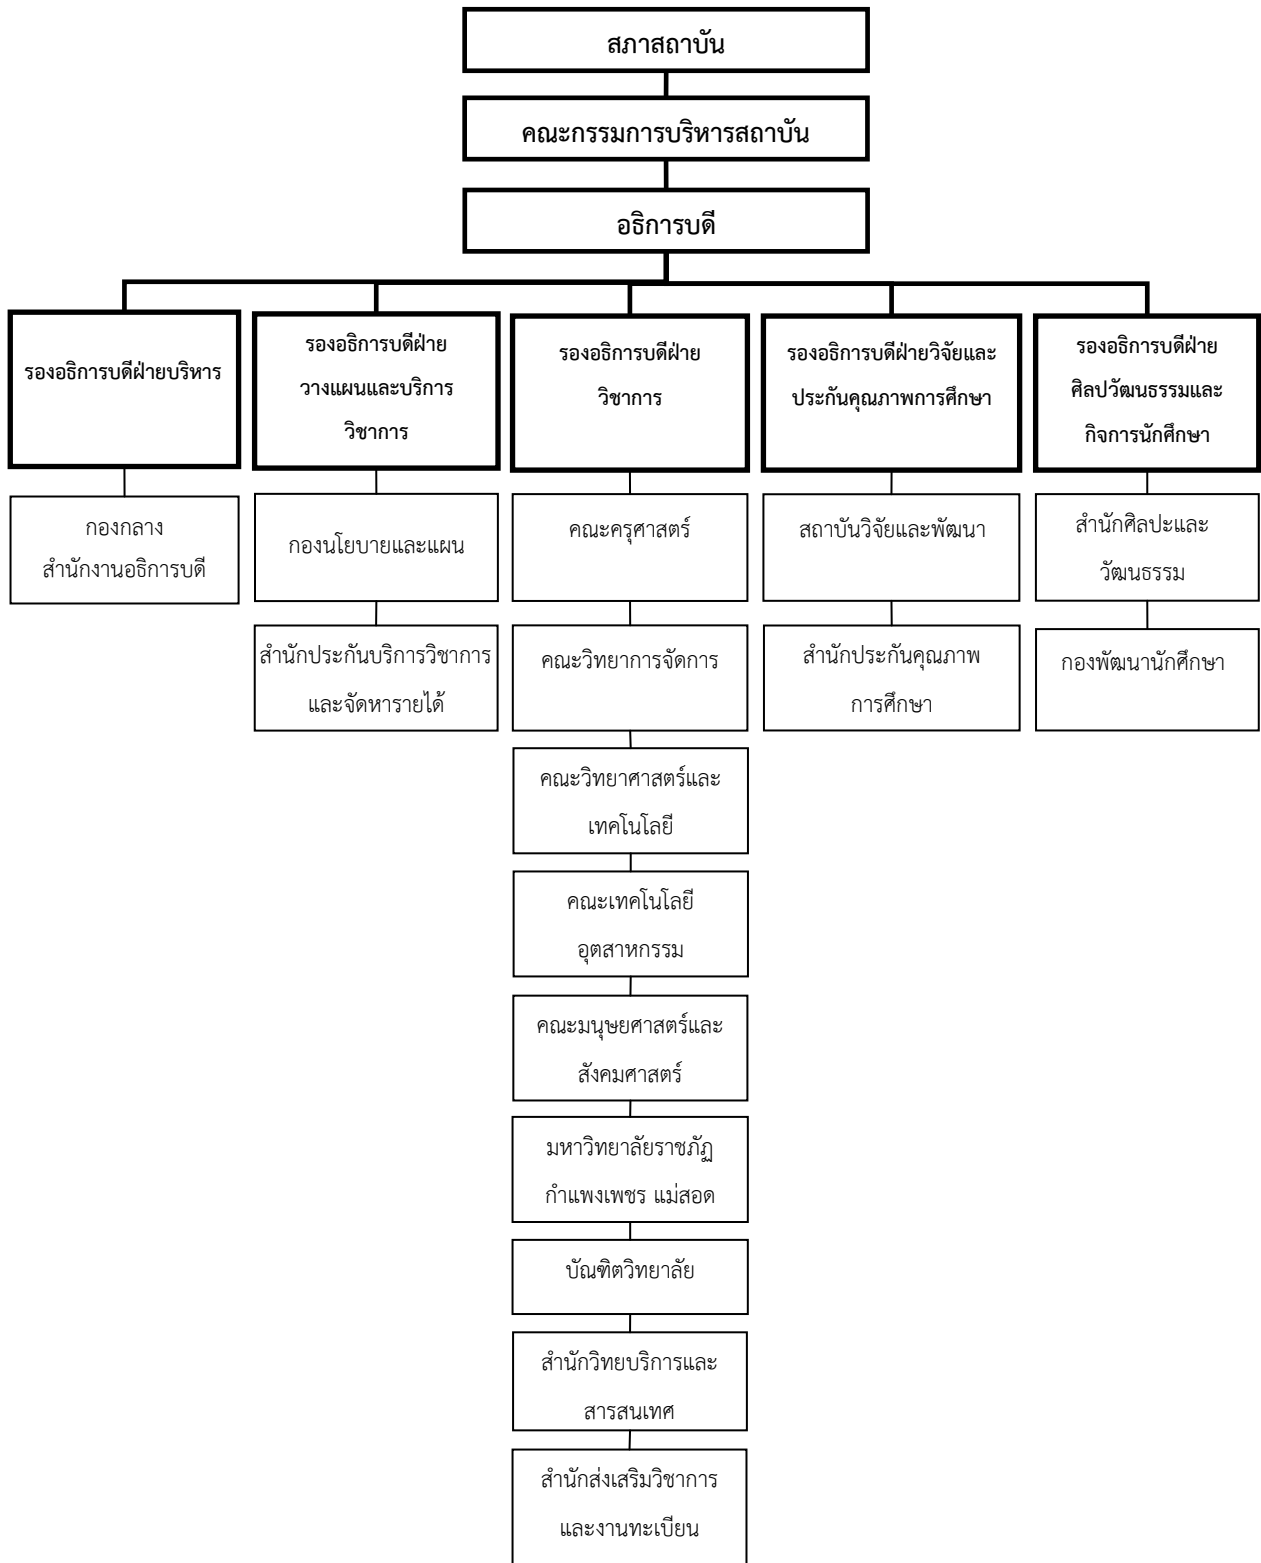 สภาสถาบัน
คณะกรรมการบริหารสถาบัน
อธิการบดี
รองอธิการบดีฝ่ายบริหาร
รองอธิการบดีฝ่าย
วางแผนและบริการ
วิชาการ
รองอธิการบดีฝ่าย
วิชาการ
รองอธิการบดีฝ่ายวิจัยและ
ประกันคุณภาพการศึกษา
รองอธิการบดีฝ่าย
ศิลปวัฒนธรรมและ
กิจการนักศึกษา
กองกลาง
สำนักงานอธิการบดี
กองนโยบายและแผน
สำนักประกันบริการวิชาการ
และจัดหารายได้
คณะครุศาสตร์
คณะวิทยาการจัดการ
คณะวิทยาศาสตร์และ
เทคโนโลยี
คณะเทคโนโลยี
อุตสาหกรรม
คณะมนุษยศาสตร์และ
สังคมศาสตร์
มหาวิทยาลัยราชภัฏ
กำแพงเพชร แม่สอด
บัณฑิตวิทยาลัย
สำนักวิทยบริการและ
สารสนเทศ
สำนักส่งเสริมวิชาการ
และงานทะเบียน
สถาบันวิจัยและพัฒนา
สำนักประกันคุณภาพ
การศึกษา
สำนักศิลปะและ
วัฒนธรรม
กองพัฒนานักศึกษา